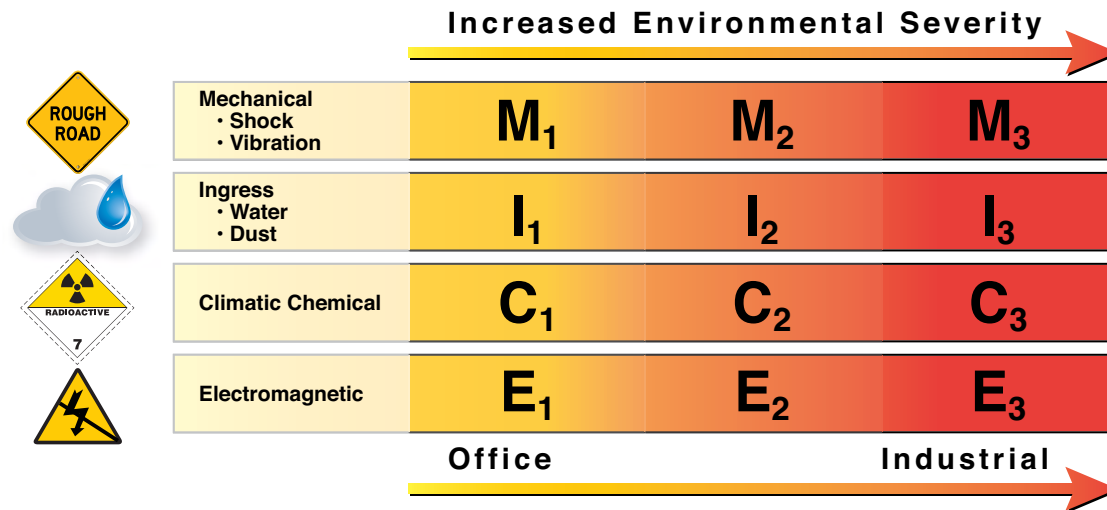 Increased Environmental Severity
ROUGH
ROAD
Mechanical
• Shock
• Vibration
M₁ M₂ M₃
Ingress
• Water
• Dust
I₁ I₂ I₃
RADIOACTIVE
7
Climatic Chemical
C₁ C₂ C₃
Electromagnetic
E₁ E₂ E₃
Office Industrial